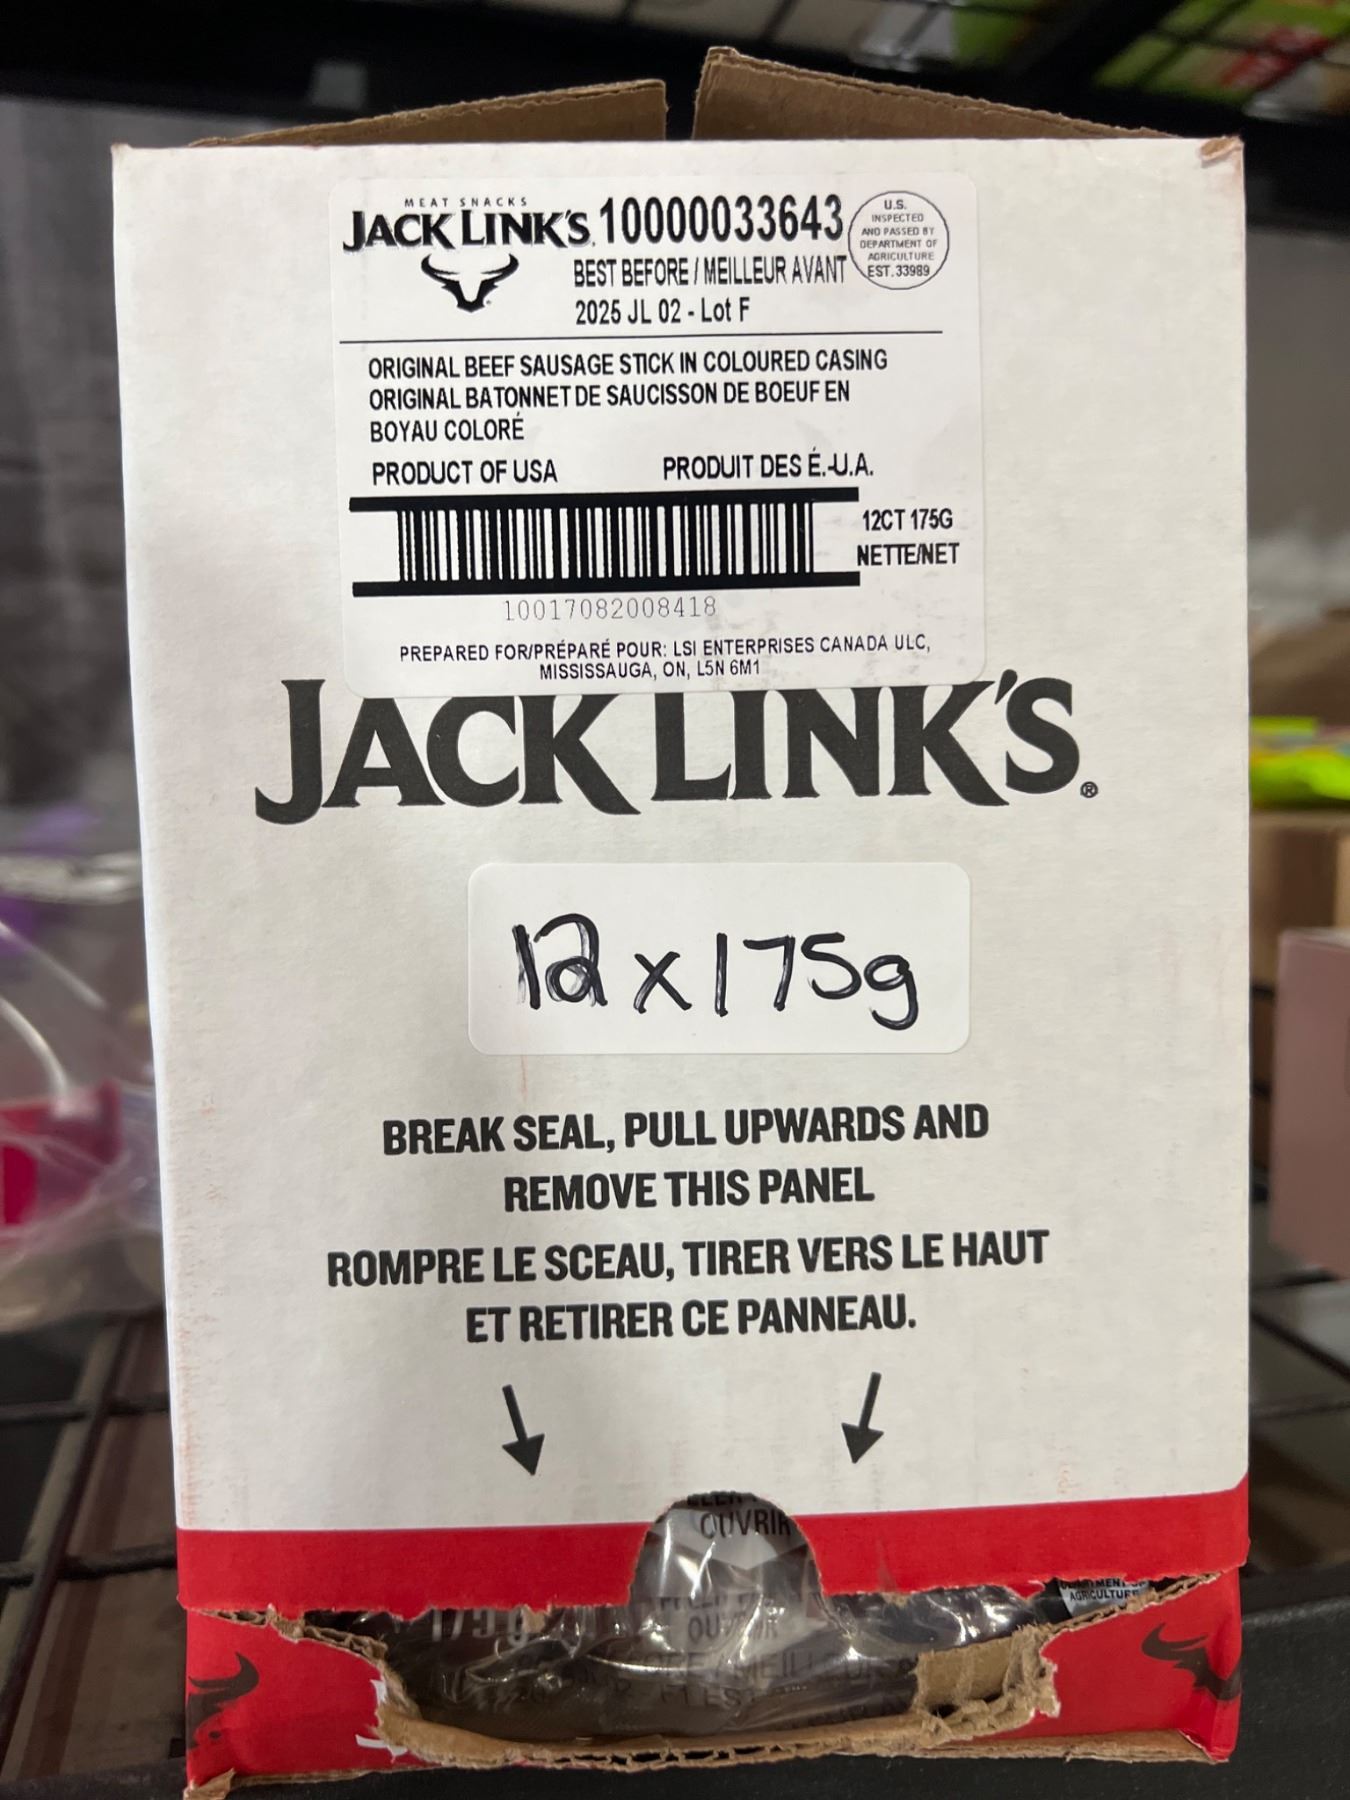 MEAT SNACKS
JACK LINK'S 10000033643
U.S.
INSPECTED
AND PASSED BY
DEPARTMENT OF
AGRICULTURE
EST. 33989
BEST BEFORE / MEILLEUR AVANT
2025 JL 02 - Lot F
ORIGINAL BEEF SAUSAGE STICK IN COLOURED CASING
ORIGINAL BATONNET DE SAUCISSON DE BOEUF EN
BOYAU COLORÉ
PRODUCT OF USA PRODUIT DES É.-U.A.
12CT 175G
NETTE/NET
10017082008418
PREPARED FOR/PRÉPARÉ POUR: LSI ENTERPRISES CANADA ULC,
MISSISSAUGA, ON, L5N 6M1
JACK LINK'S®
12 x 175g
BREAK SEAL, PULL UPWARDS AND
REMOVE THIS PANEL
ROMPRE LE SCEAU, TIRER VERS LE HAUT
ET RETIRER CE PANNEAU.
OUVRIR
AGRICULTURE